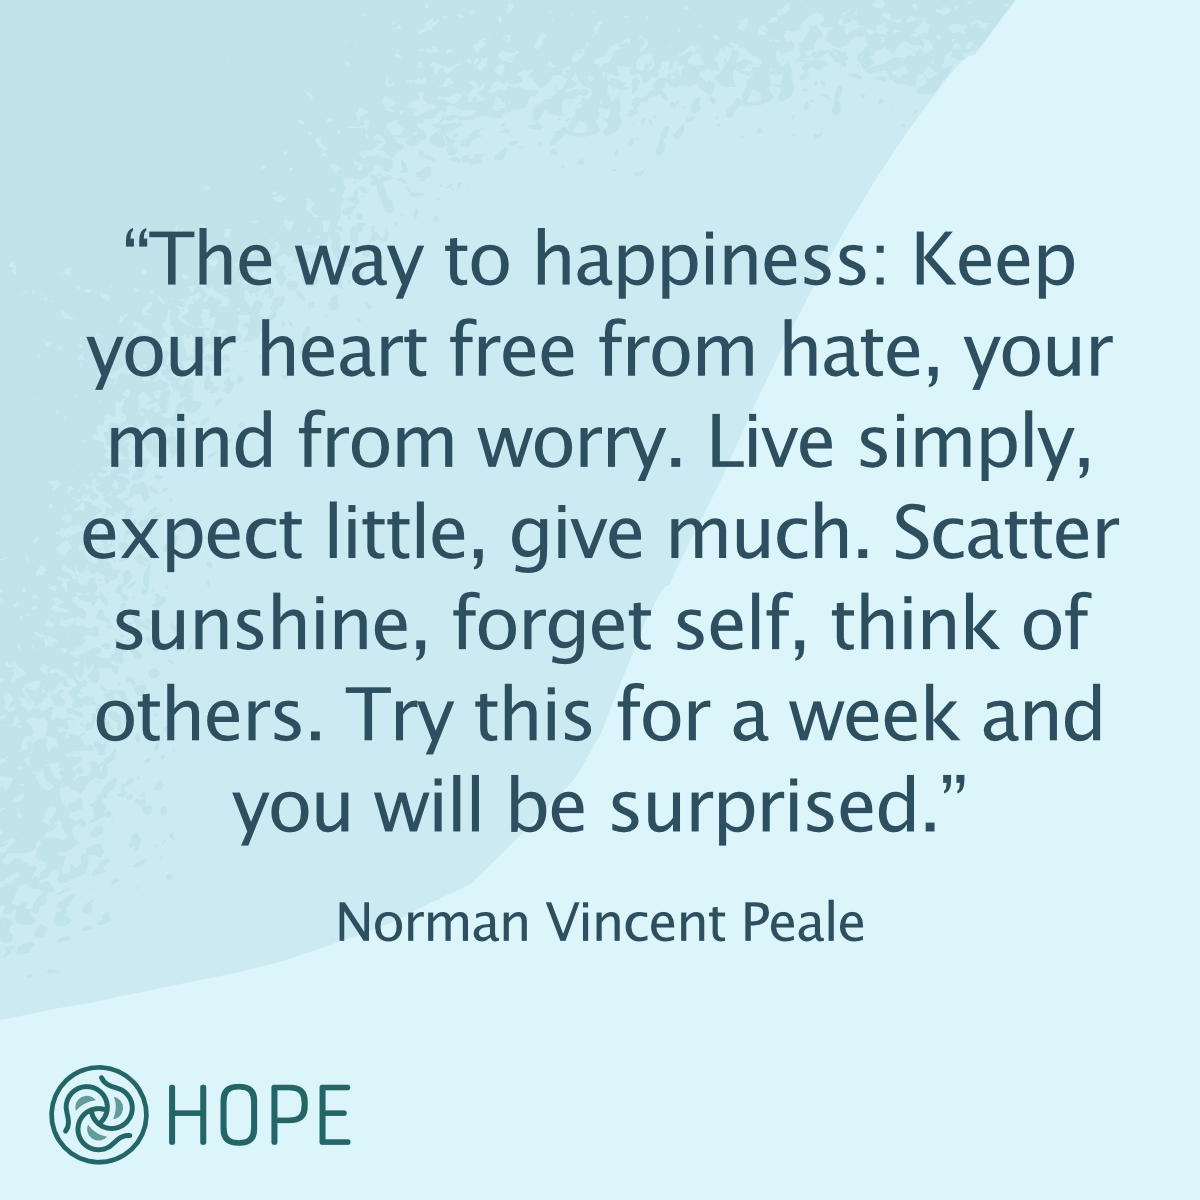 “The way to happiness: Keep
your heart free from hate, your
mind from worry. Live simply,
expect little, give much. Scatter
sunshine, forget self, think of
others. Try this for a week and
you will be surprised.”
Norman Vincent Peale
HOPE